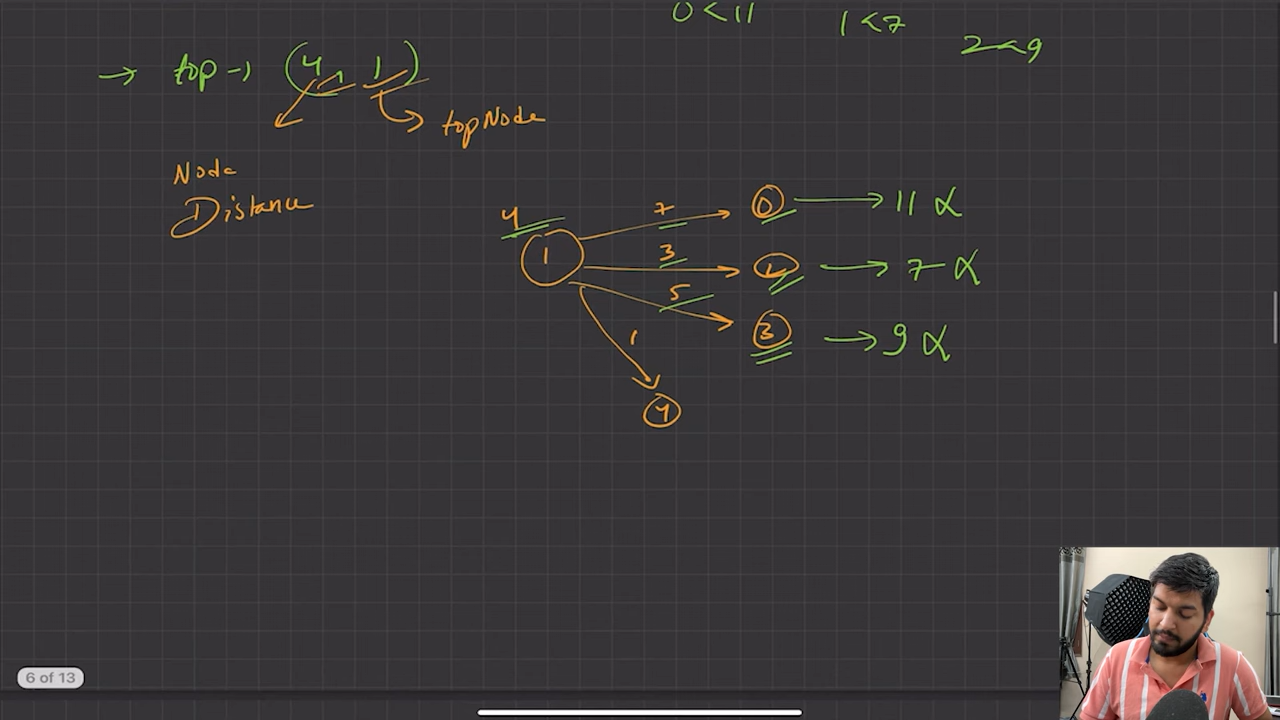 0<11 1<7 2<9
→ top → (4, 1)
topNode
Node
Distance
4 7 0 → 11 α
1 3 2 → 7 α
5 3 → 9 α
1
4
6 of 13